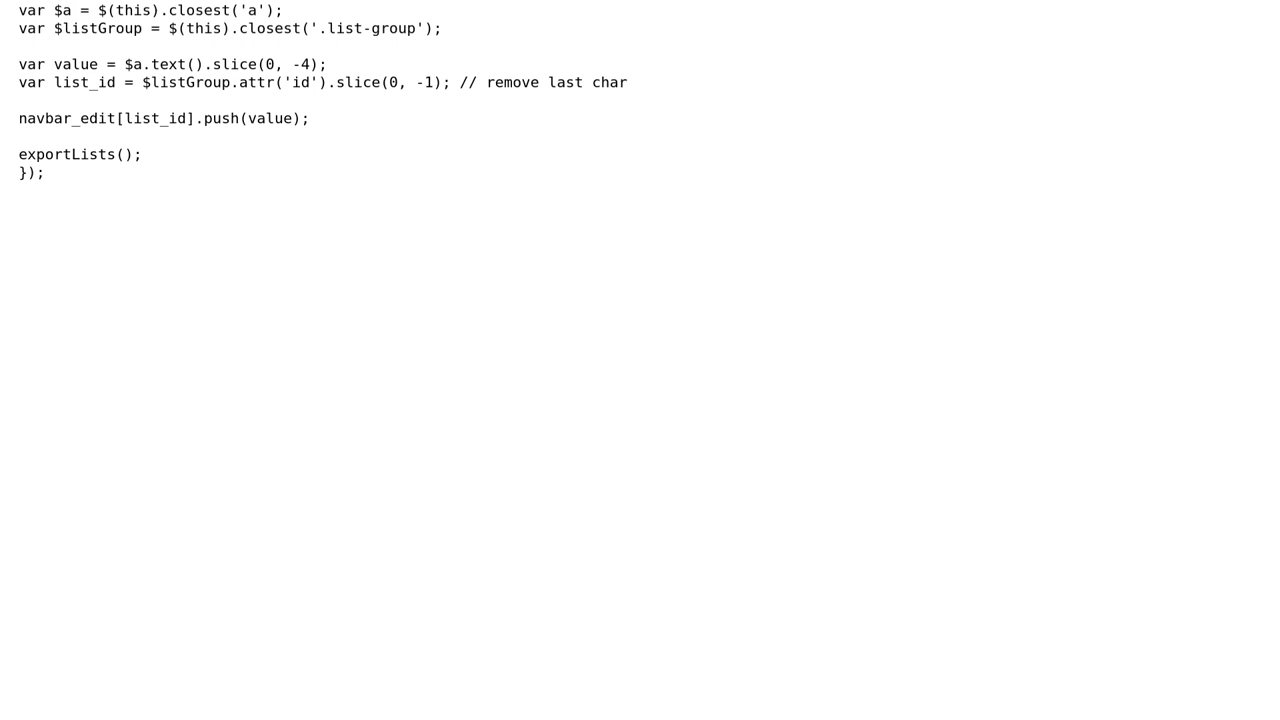 var $a = $(this).closest('a');
var $listGroup = $(this).closest('.list-group');
var value = $a.text().slice(0, -4);
var list_id = $listGroup.attr('id').slice(0, -1); // remove last char
navbar_edit[list_id].push(value);
exportLists();
});